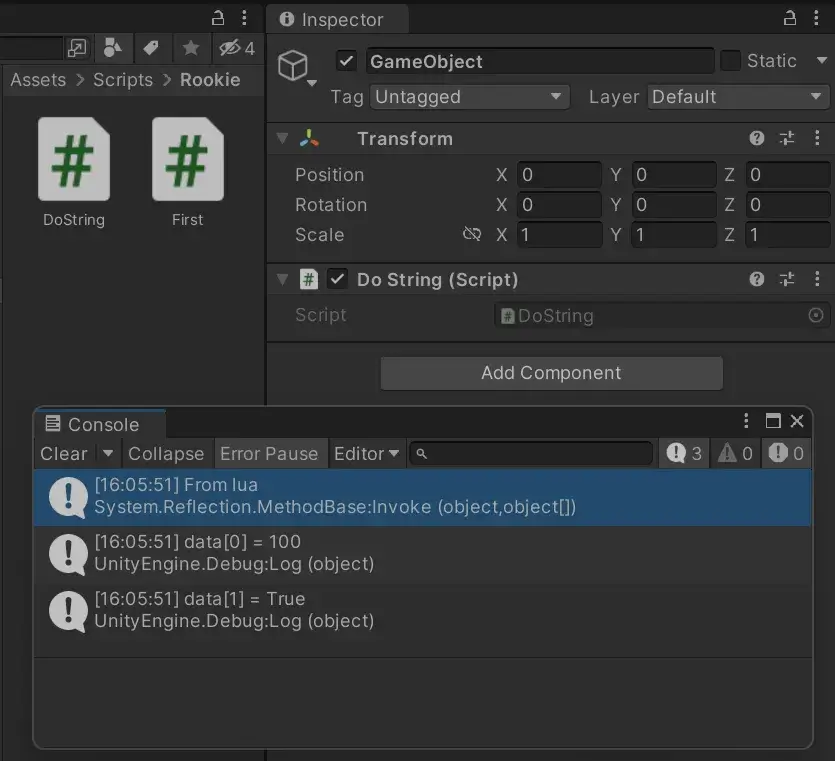 4
Assets > Scripts > Rookie
DoString
First
Inspector
GameObject
Static
Tag Untagged
Layer Default
Transform
Position X 0 Y 0 Z 0
Rotation X 0 Y 0 Z 0
Scale X 1 Y 1 Z 1
# Do String (Script)
Script # DoString
Add Component
Console
Clear Collapse Error Pause Editor 3 0 0
[16:05:51] From lua
System.Reflection.MethodBase:Invoke (object,object[])
[16:05:51] data[0] = 100
UnityEngine.Debug:Log (object)
[16:05:51] data[1] = True
UnityEngine.Debug:Log (object)